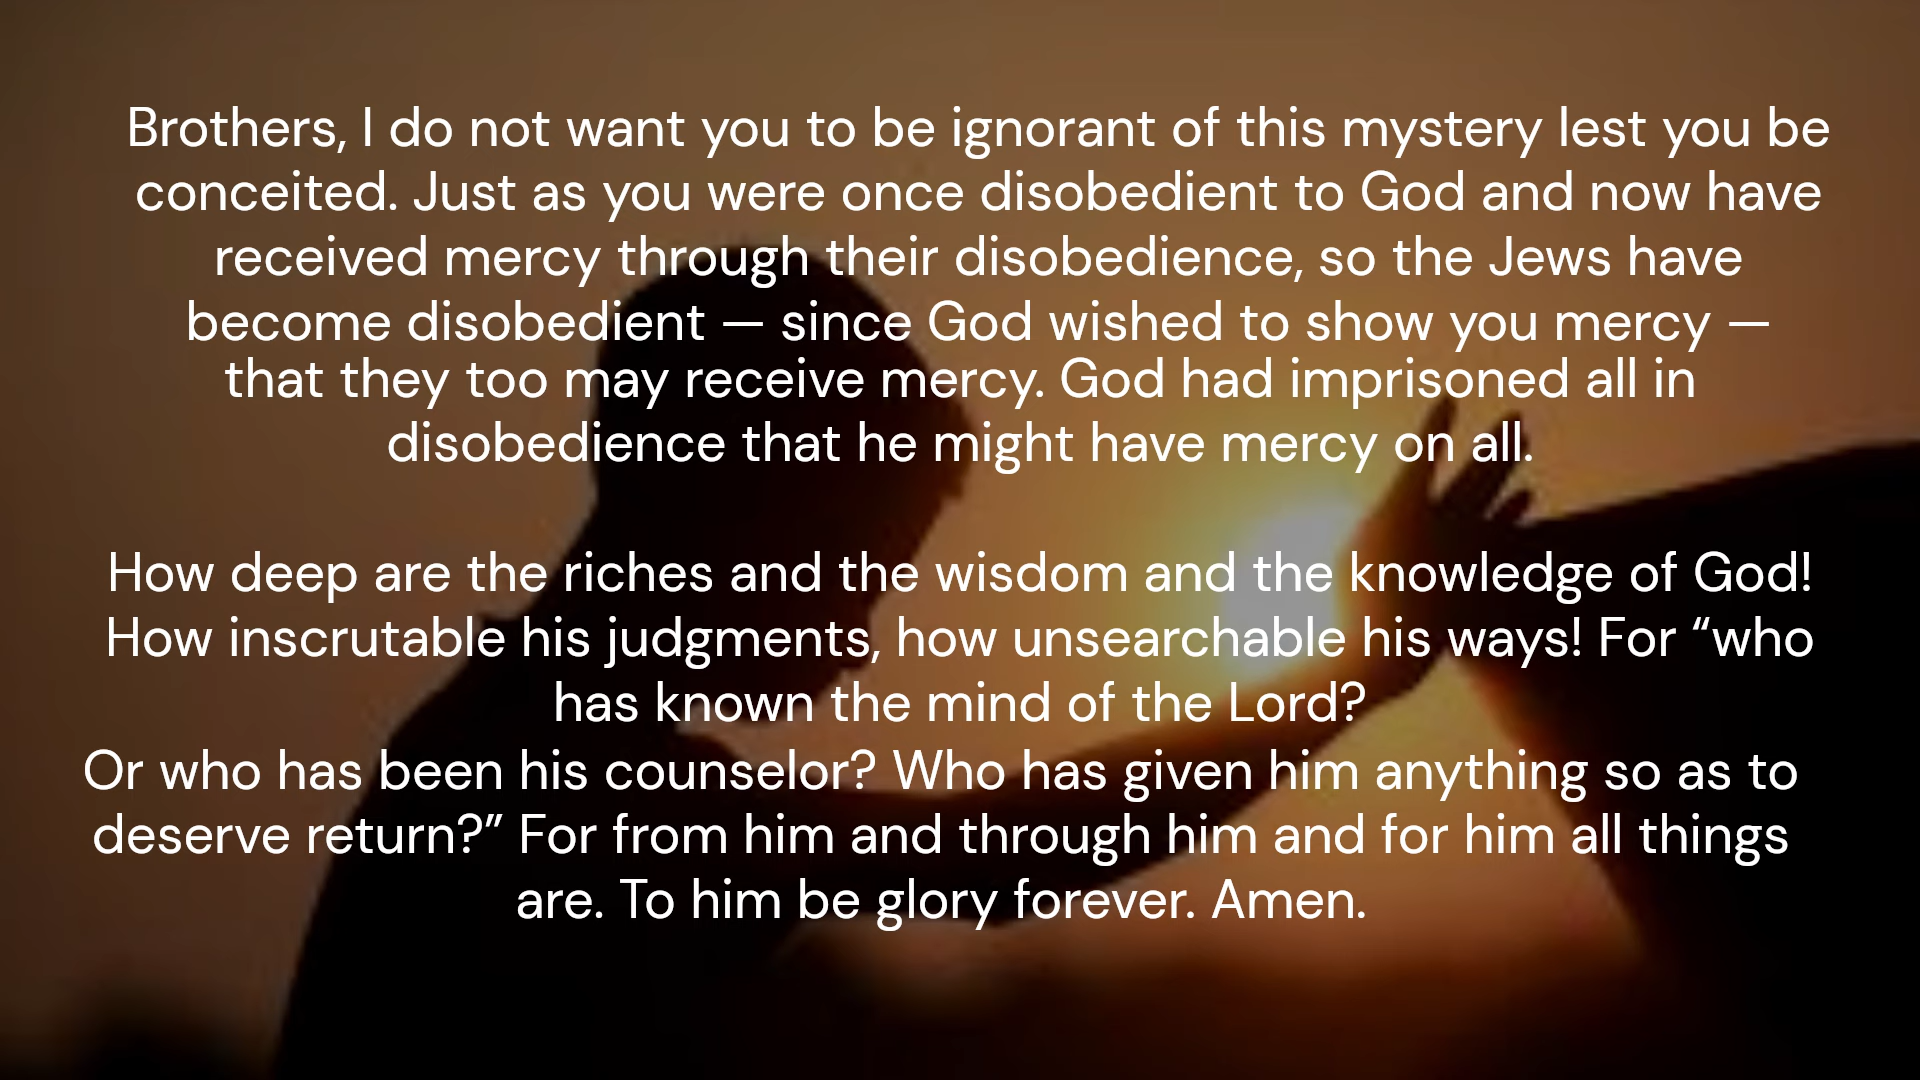 Brothers, I do not want you to be ignorant of this mystery lest you be
conceited. Just as you were once disobedient to God and now have
received mercy through their disobedience, so the Jews have
become disobedient — since God wished to show you mercy —
that they too may receive mercy. God had imprisoned all in
disobedience that he might have mercy on all.
How deep are the riches and the wisdom and the knowledge of God!
How inscrutable his judgments, how unsearchable his ways! For “who
has known the mind of the Lord?
Or who has been his counselor? Who has given him anything so as to
deserve return?” For from him and through him and for him all things
are. To him be glory forever. Amen.